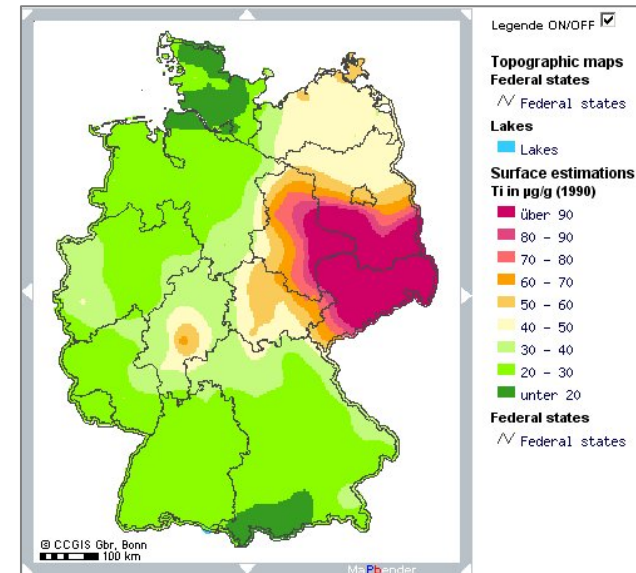 Legende ON/OFF
Topographic maps
Federal states
Federal states
Lakes
Lakes
Surface estimations
Ti in µg/g (1990)
über 90
80 - 90
70 - 80
60 - 70
50 - 60
40 - 50
30 - 40
20 - 30
unter 20
Federal states
Federal states
© CCGIS Gbr, Bonn
100 km
MaPbender